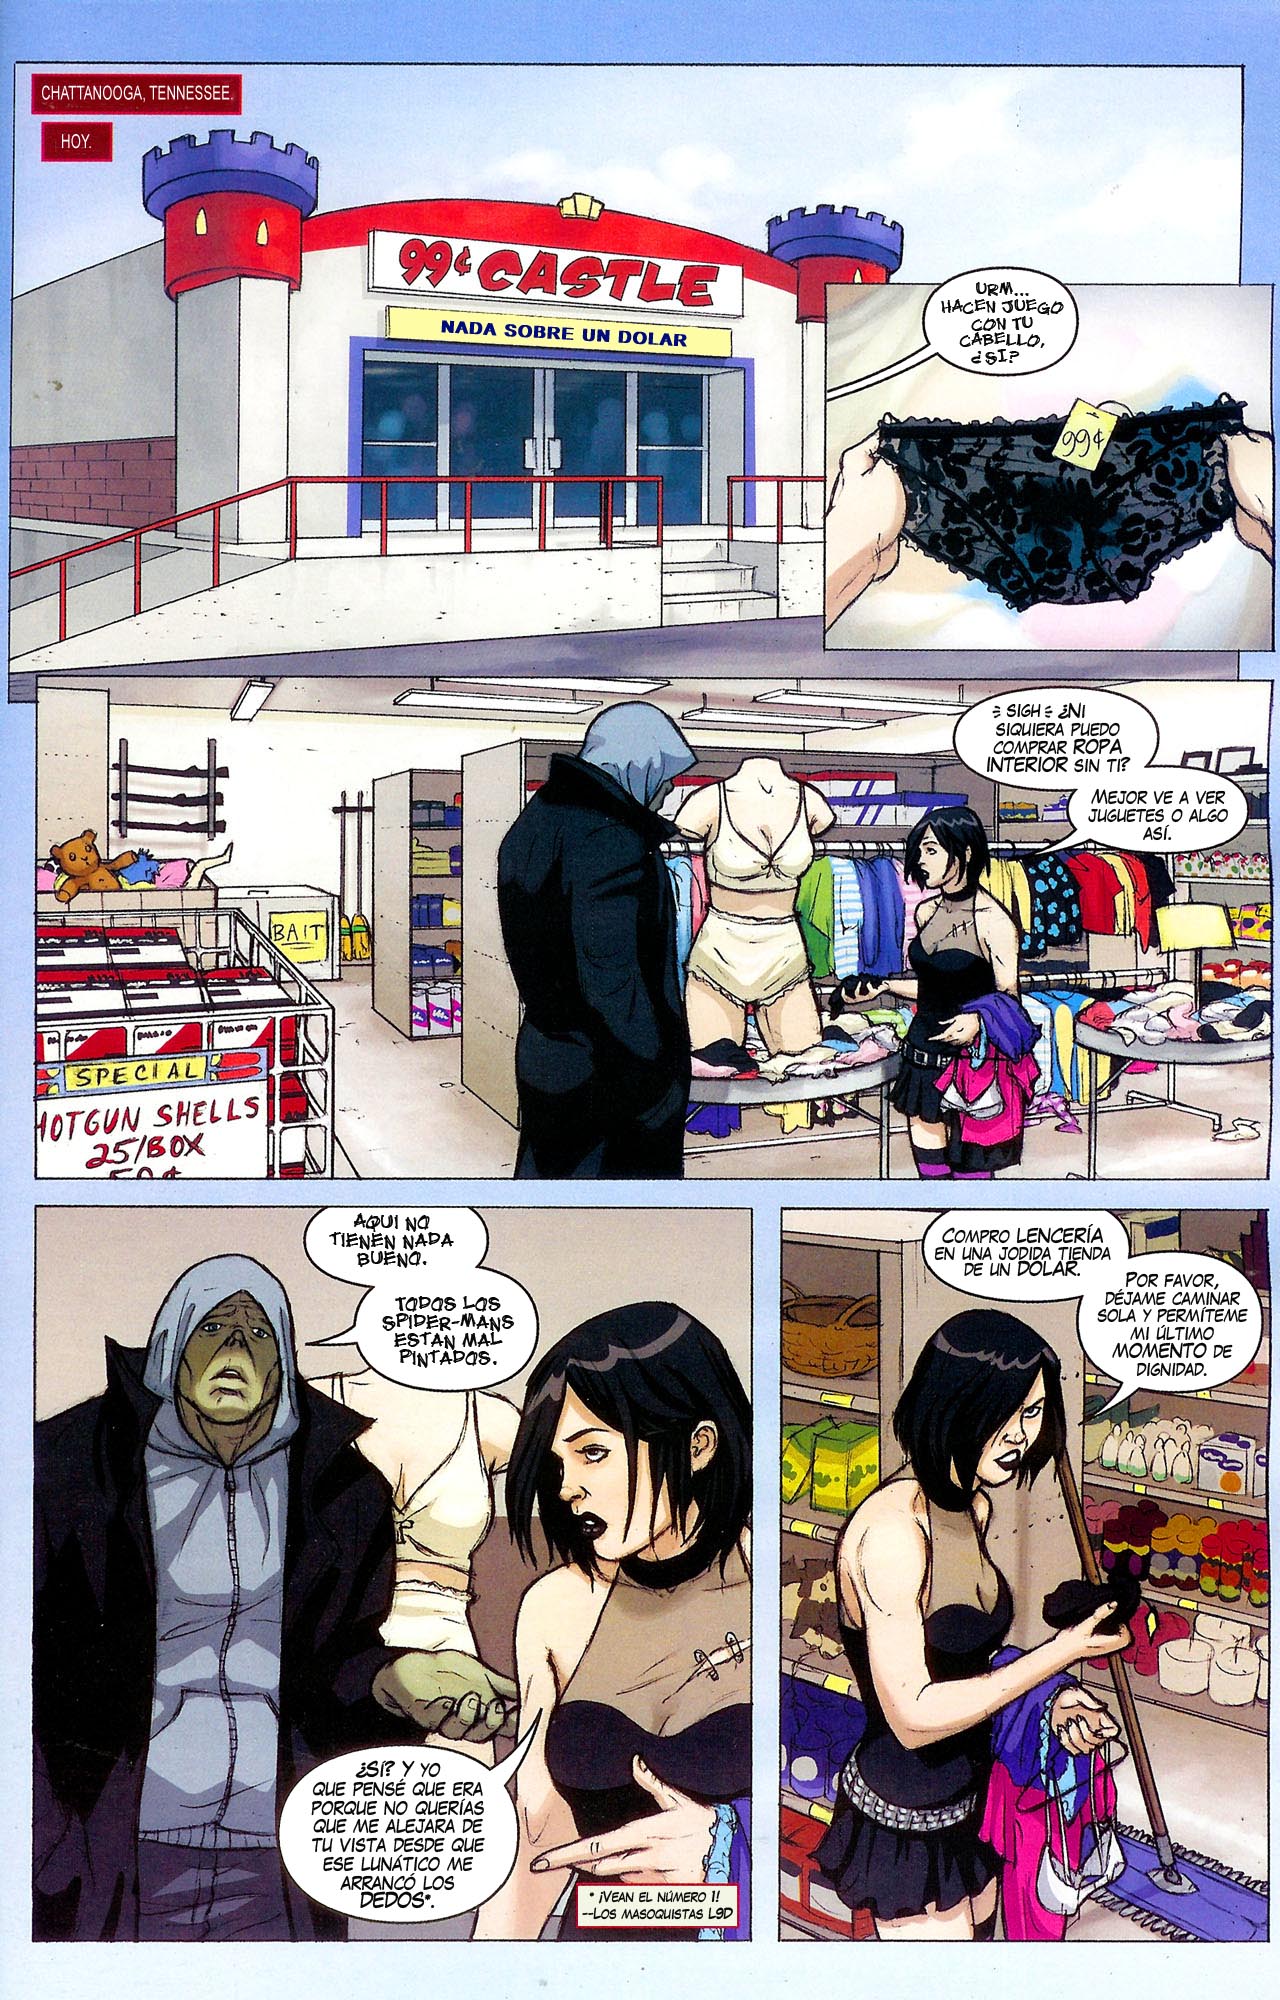 CHATTANOOGA, TENNESSEE.
HOY.
99¢ CASTLE
NADA SOBRE UN DOLAR
URM...
HACEN JUEGO
CON TU
CABELLO,
¿SI?
99¢
SIGH ¿NI
SIQUIERA PUEDO
COMPRAR ROPA
INTERIOR SIN TI?
MEJOR VE A VER
JUGUETES O ALGO
ASÍ.
BAIT
SPECIAL
HOTGUN SHELLS
25/BOX
50¢
AQUI NO
TIENEN NADA
BUENO.
TODOS LOS
SPIDER-MANS
ESTAN MAL
PINTADOS.
¿SÍ? Y YO
QUE PENSÉ QUE ERA
PORQUE NO QUERÍAS
QUE ME ALEJARA DE
TU VISTA DESDE QUE
ESE LUNÁTICO ME
ARRANCÓ LOS
DEDOS*.
* ¡VEAN EL NÚMERO 1!
--LOS MASOQUISTAS L9D
COMPRO LENCERÍA
EN UNA JODIDA TIENDA
DE UN DÓLAR.
POR FAVOR,
DÉJAME CAMINAR
SOLA Y PERMÍTEME
MI ÚLTIMO
MOMENTO DE
DIGNIDAD.